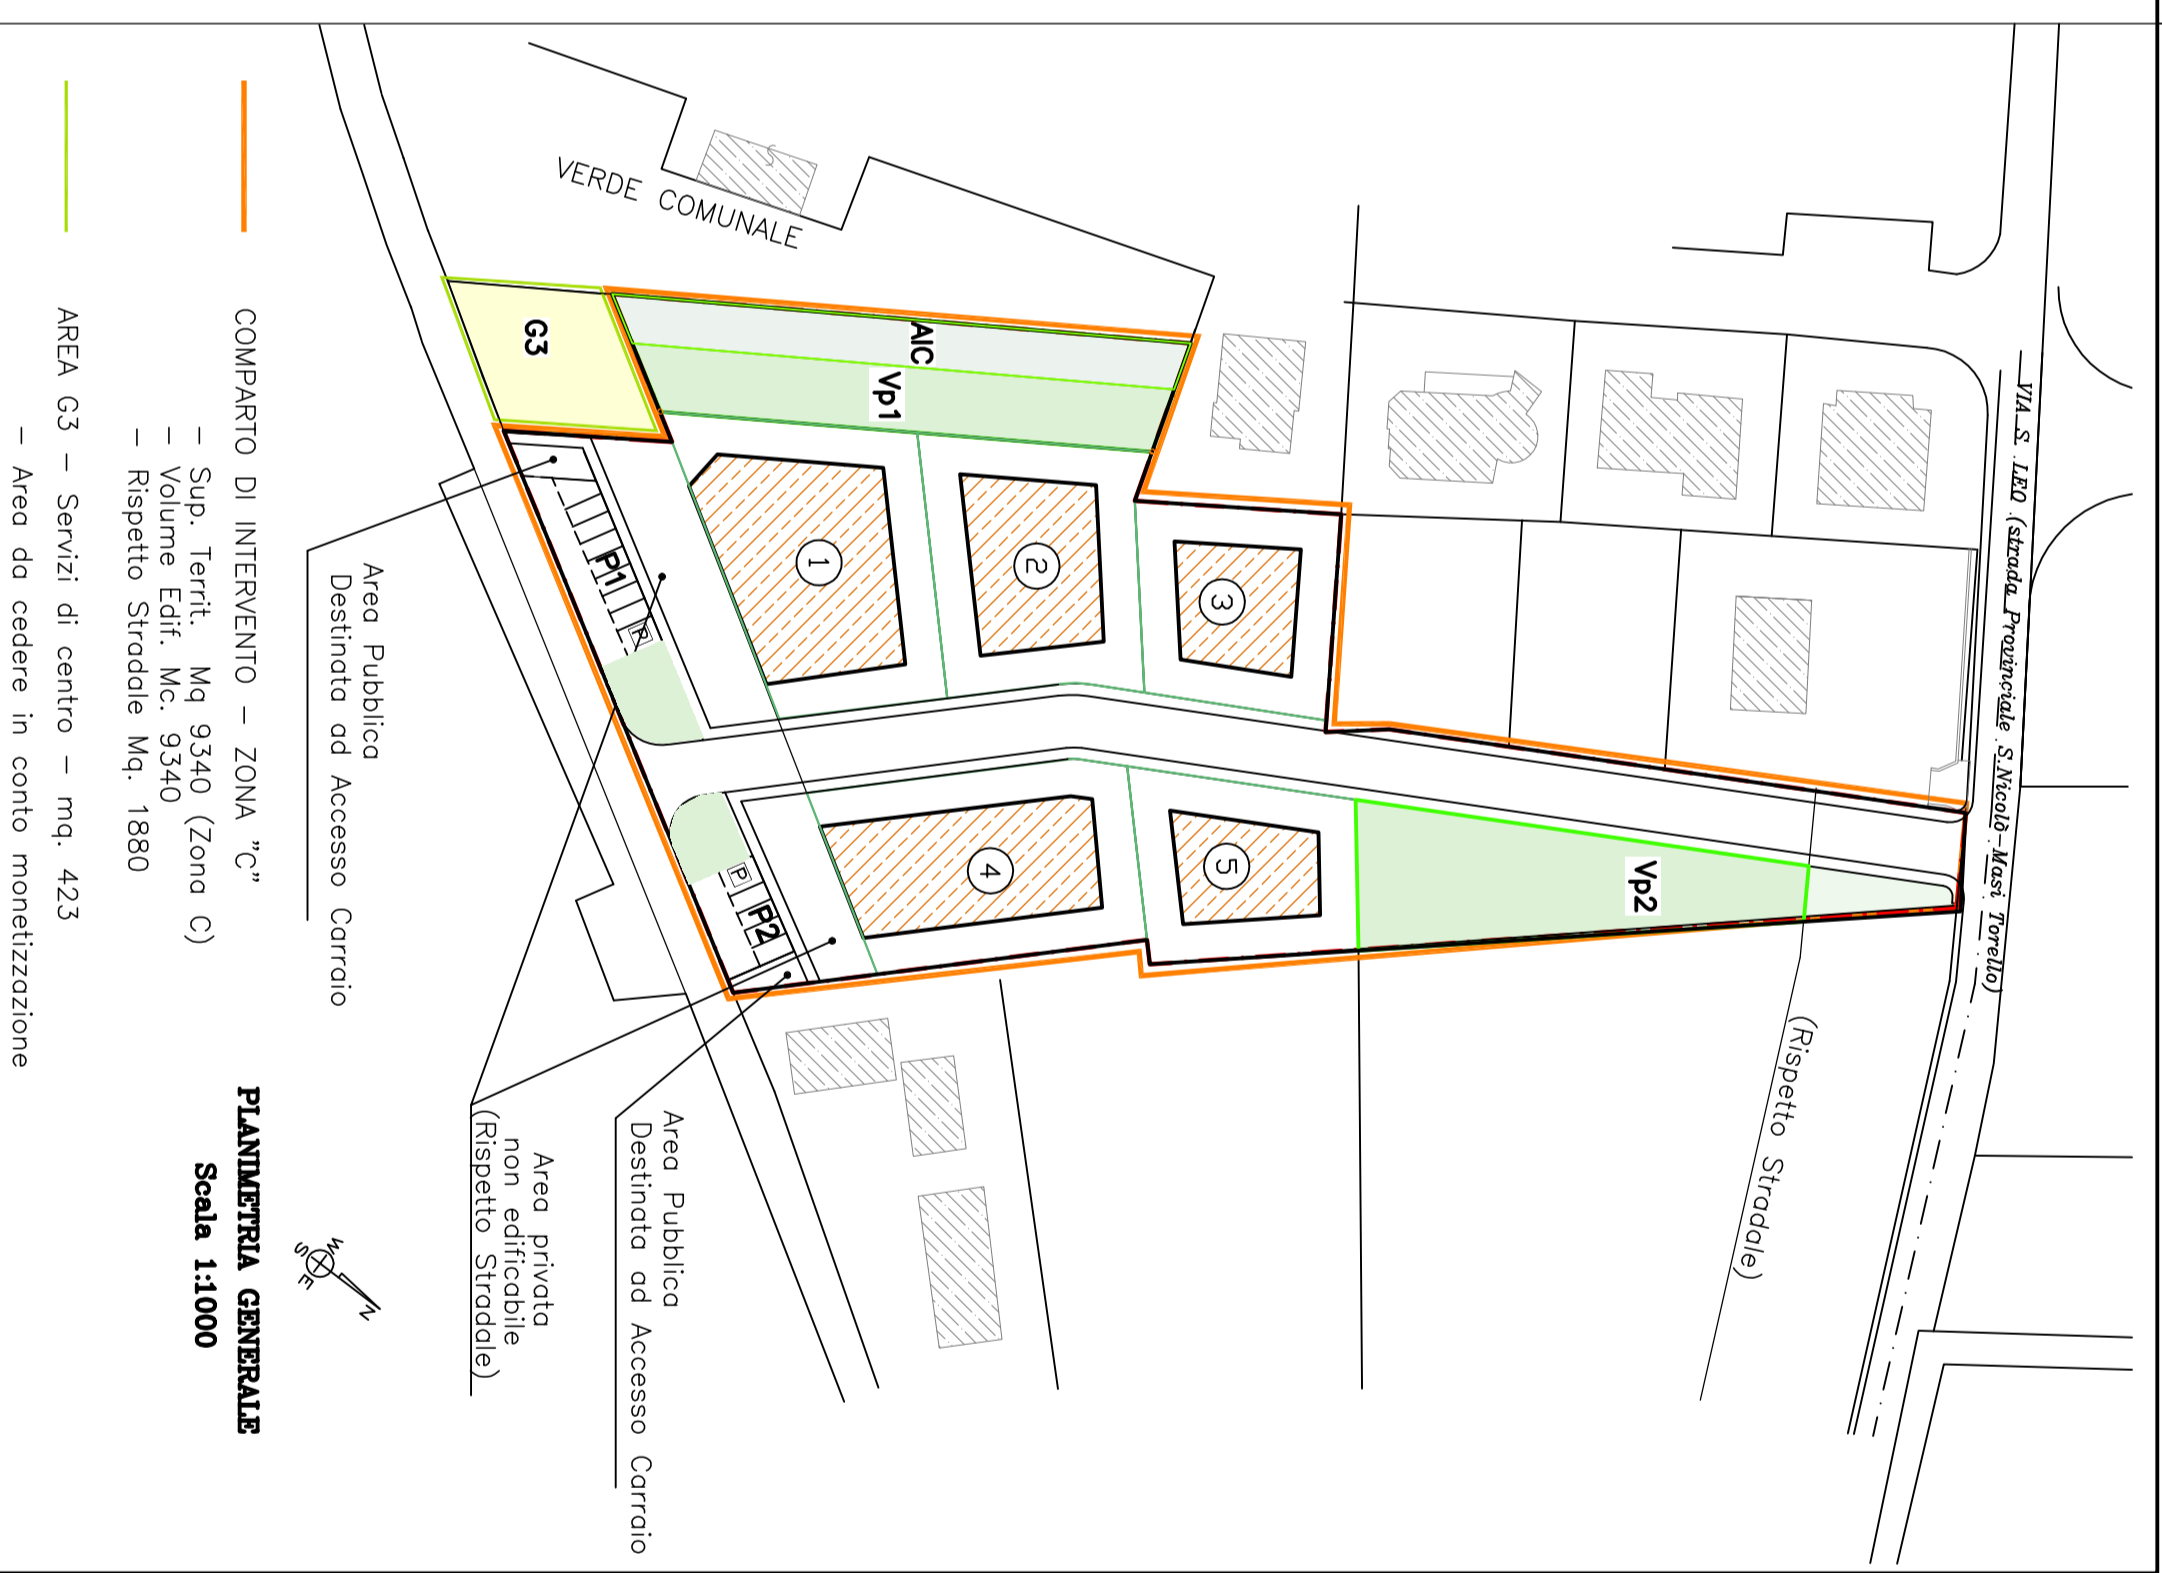 VIA S. LEO (strada Provinciale S.Nicolò-Masi Torello)
(Rispetto Stradale)
VERDE COMUNALE
AIC
Vp1
G3
Vp2
1
2
3
4
5
P1
P
P2
P
Area Pubblica
Destinata ad Accesso Carraio
Area Pubblica
Destinata ad Accesso Carraio
Area privata
non edificabile
(Rispetto Stradale)
N
W
S
E
PLANIMETRIA GENERALE
Scala 1:1000
COMPARTO DI INTERVENTO - ZONA "C"
- Sup. Territ. Mq 9340 (Zona C)
- Volume Edif. Mc. 9340
- Rispetto Stradale Mq. 1880
AREA G3 - Servizi di centro - mq. 423
- Area da cedere in conto monetizzazione